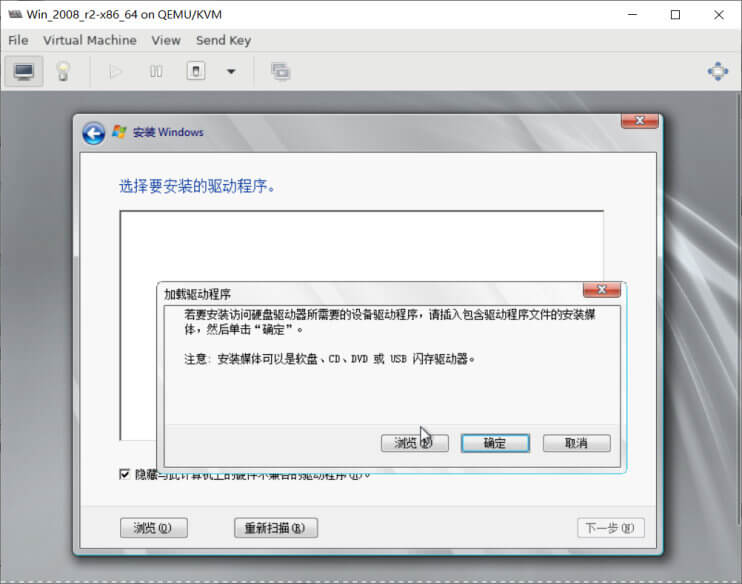 Win_2008_r2-x86_64 on QEMU/KVM
File Virtual Machine View Send Key
安装 Windows
选择要安装的驱动程序。
加载驱动程序
若要安装访问硬盘驱动器所需要的设备驱动程序，请插入包含驱动程序文件的安装媒
体，然后单击“确定”。
注意: 安装媒体可以是软盘、CD、DVD 或 USB 闪存驱动器。
浏览 确定 取消
隐藏与此计算机上的硬件不兼容的驱动程序(H)。
浏览(O) 重新扫描(R) 下一步(N)